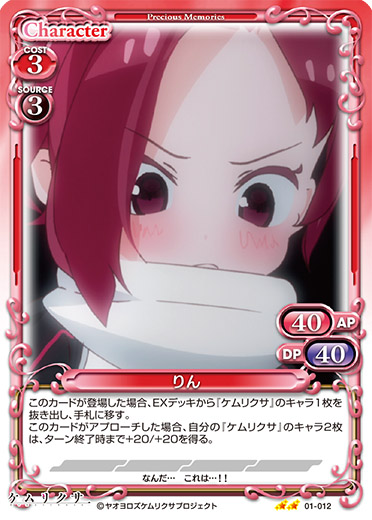 Precious Memories
Character
COST
3
SOURCE
3
40 AP
DP 40
りん
このカードが登場した場合、EXデッキから『ケムリクサ』のキャラ1枚を
抜き出し、手札に移す。
このカードがアプローチした場合、自分の『ケムリクサ』のキャラ2枚
は、ターン終了時まで+20/+20を得る。
なんだ… これは…!!
ケムリクサ
©ヤオヨロズケムリクサプロジェクト
01-012